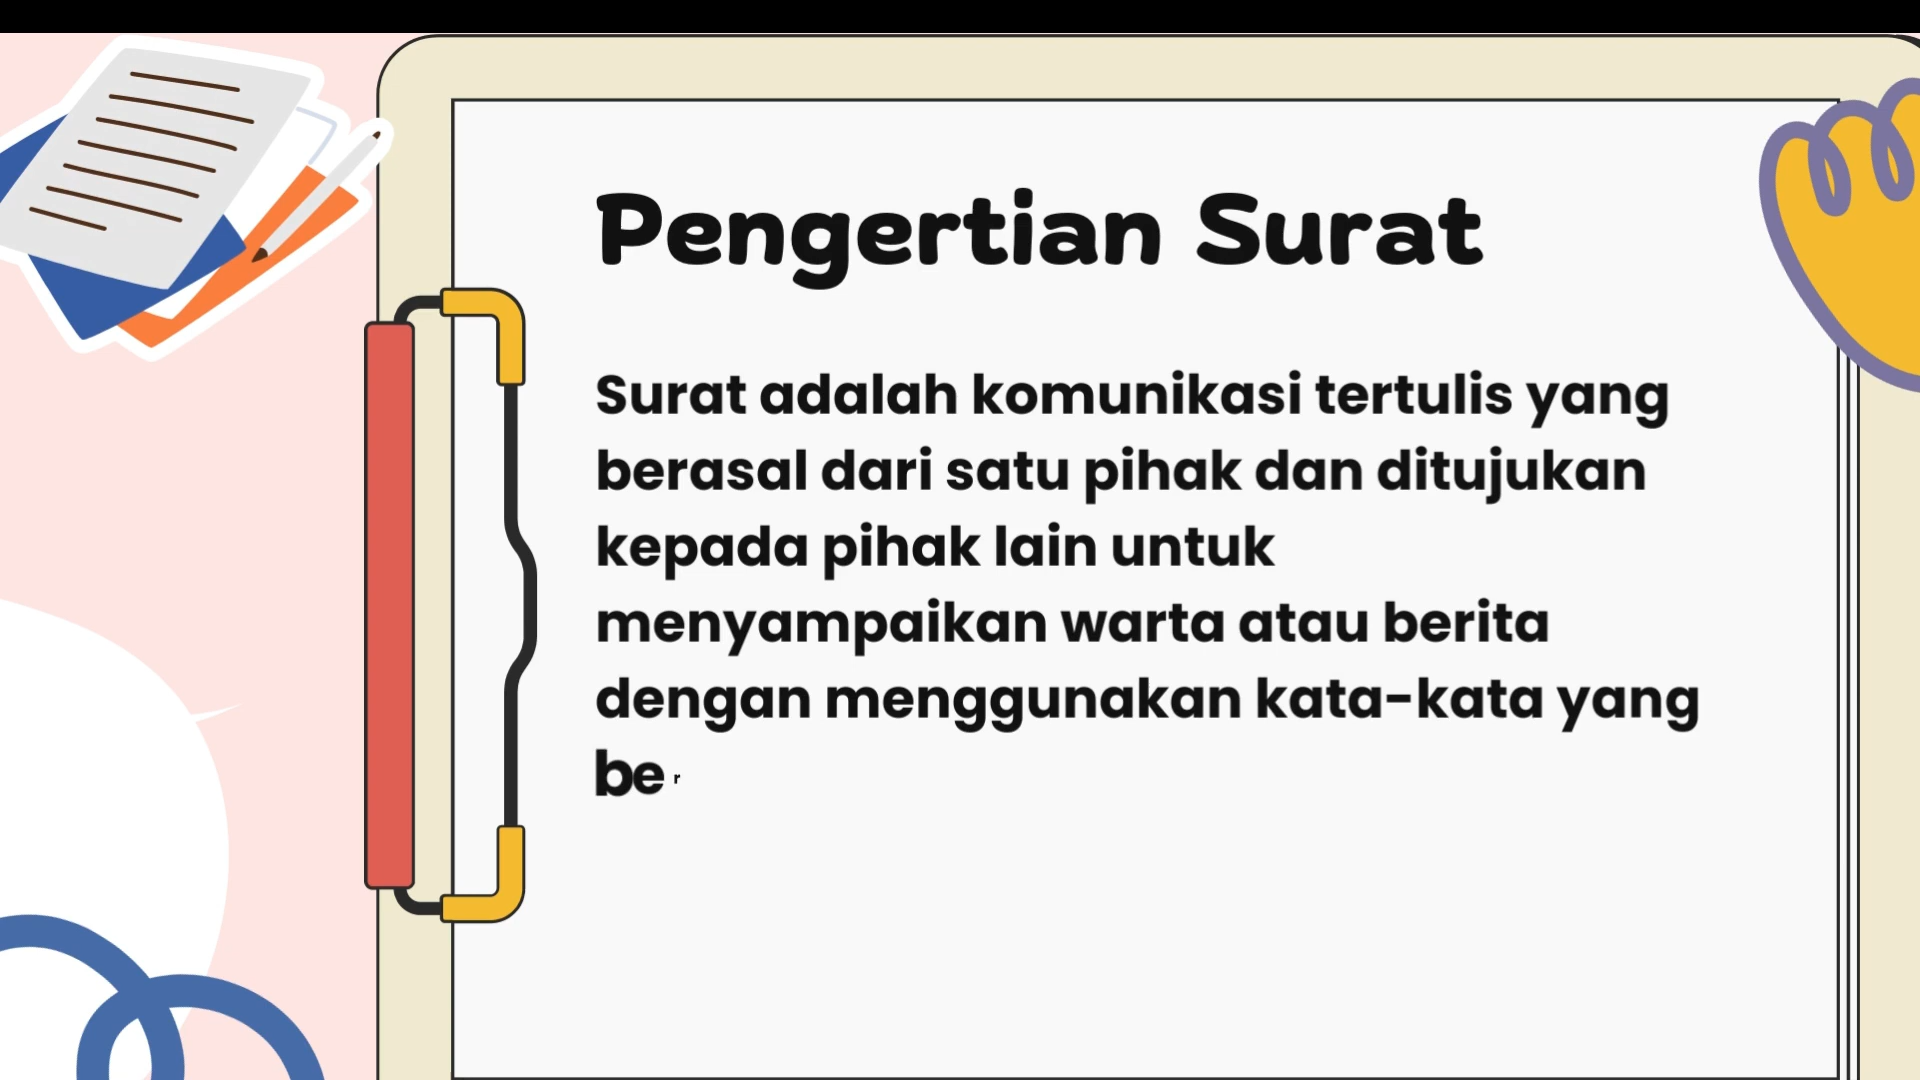 Pengertian Surat
Surat adalah komunikasi tertulis yang
berasal dari satu pihak dan ditujukan
kepada pihak lain untuk
menyampaikan warta atau berita
dengan menggunakan kata-kata yang
ber